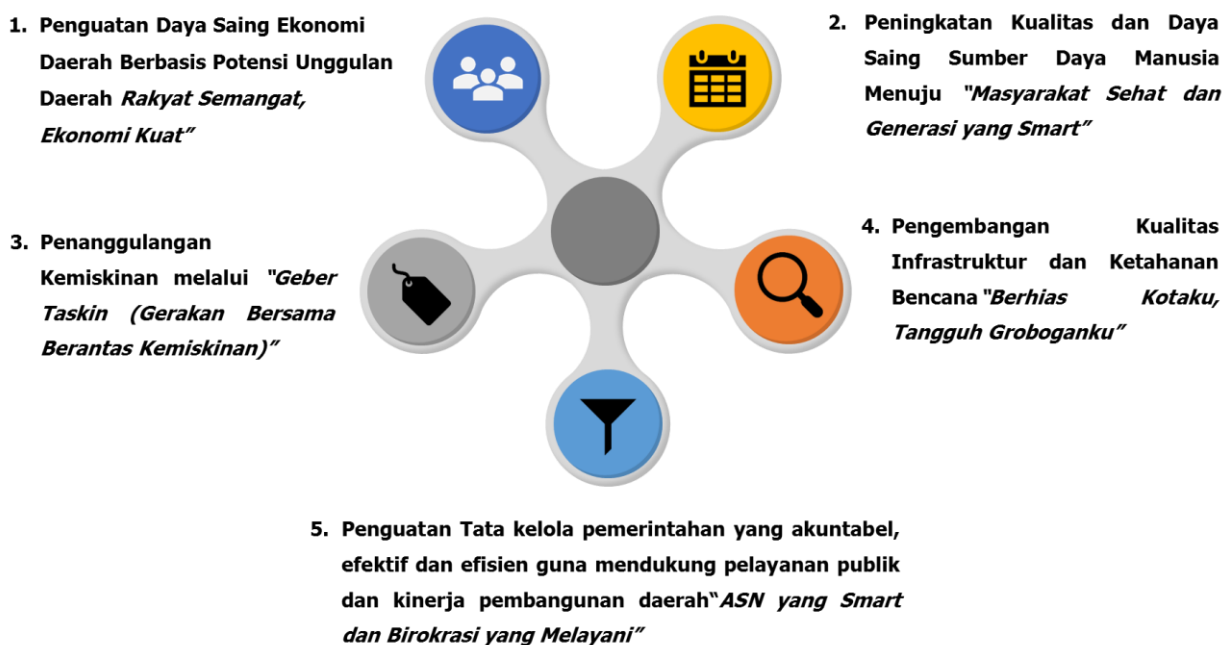 1. Penguatan Daya Saing Ekonomi
Daerah Berbasis Potensi Unggulan
Daerah Rakyat Semangat,
Ekonomi Kuat”
2. Peningkatan Kualitas dan Daya
Saing Sumber Daya Manusia
Menuju “Masyarakat Sehat dan
Generasi yang Smart”
3. Penanggulangan
Kemiskinan melalui “Geber
Taskin (Gerakan Bersama
Berantas Kemiskinan)”
4. Pengembangan Kualitas
Infrastruktur dan Ketahanan
Bencana “Berhias Kotaku,
Tangguh Groboganku”
5. Penguatan Tata kelola pemerintahan yang akuntabel,
efektif dan efisien guna mendukung pelayanan publik
dan kinerja pembangunan daerah“ASN yang Smart
dan Birokrasi yang Melayani”